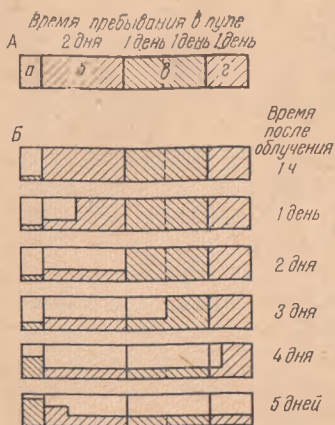 Время пребывания в пуле
2 дня 1 день 1 день 1 день
А
а б в г
Б
Время
после
облучения
1 ч
1 день
2 дня
3 дня
4 дня
5 дней